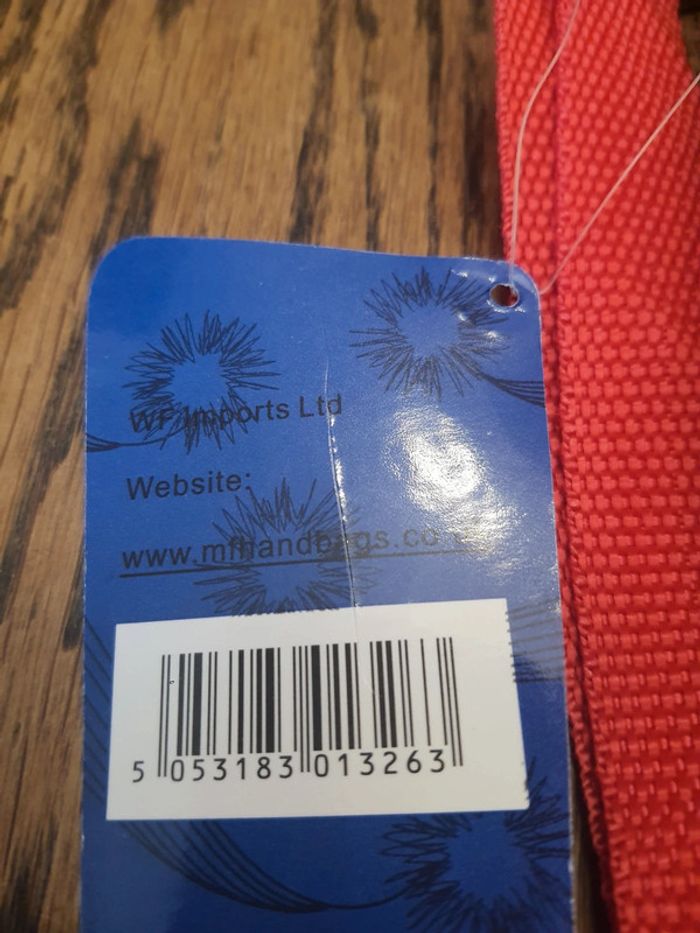 WF Imports Ltd
Website:
www.mfhandbags.co
5 053183 013263